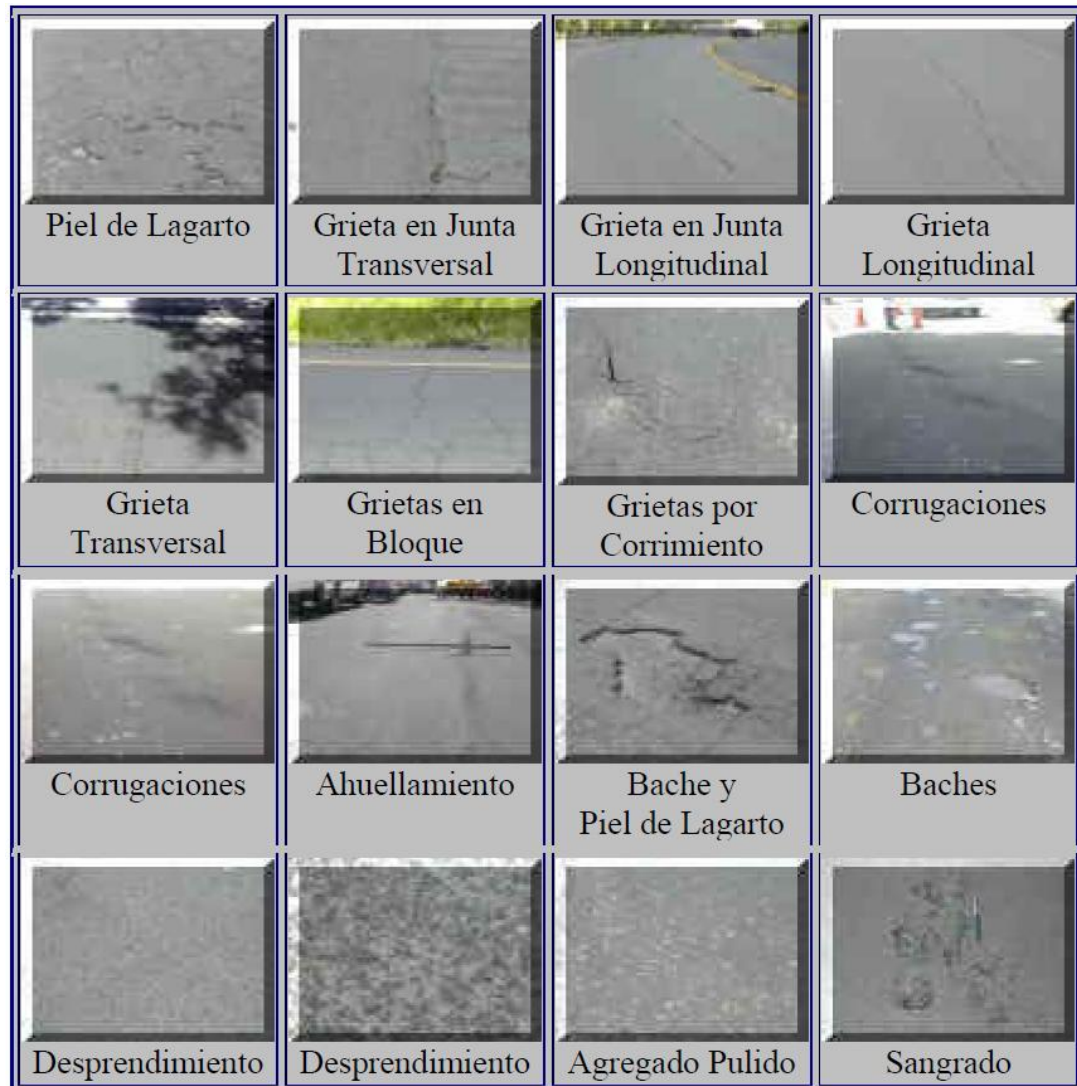 Piel de Lagarto
Grieta en Junta
Transversal
Grieta en Junta
Longitudinal
Grieta
Longitudinal
Grieta
Transversal
Grietas en
Bloque
Grietas por
Corrimiento
Corrugaciones
Corrugaciones
Ahuellamiento
Bache y
Piel de Lagarto
Baches
Desprendimiento
Desprendimiento
Agregado Pulido
Sangrado